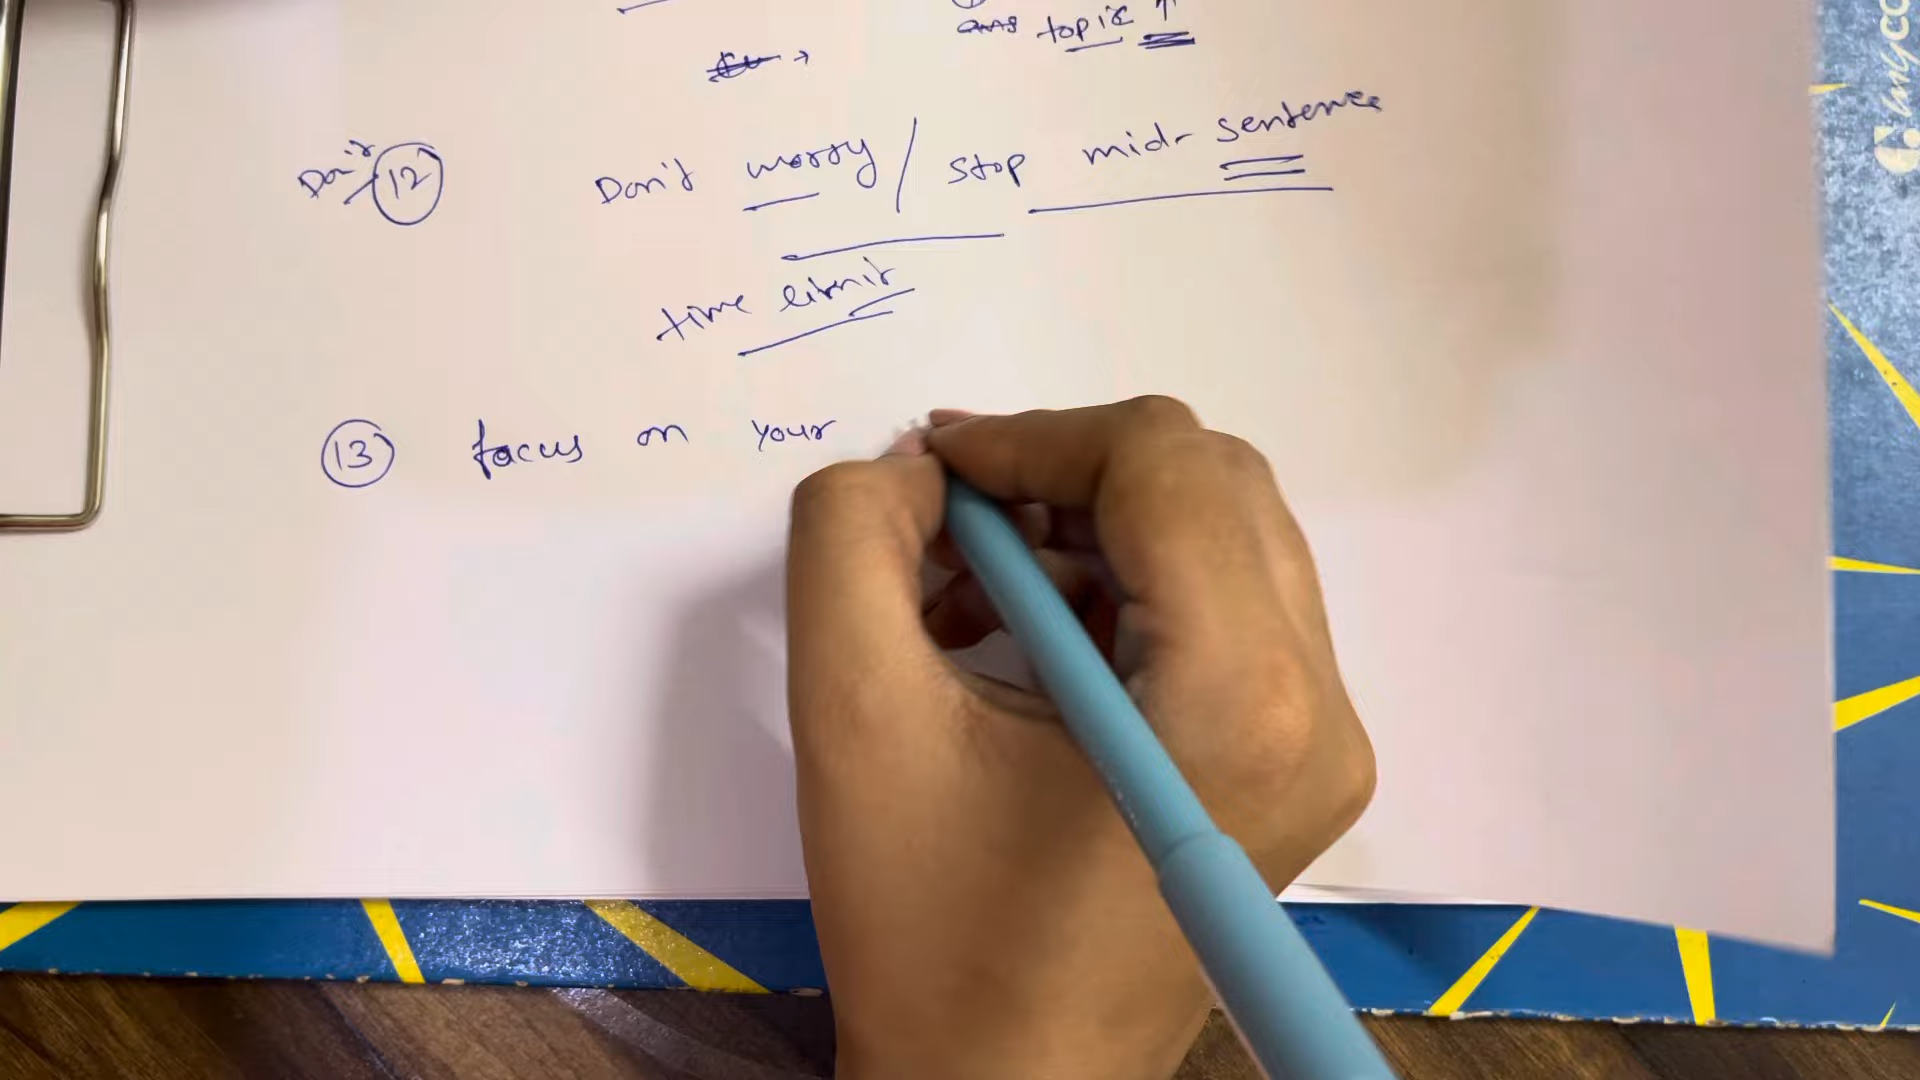 topic ↑
→
Don't 12 Don't worry / stop mid-sentence
time limit
13 focus on your